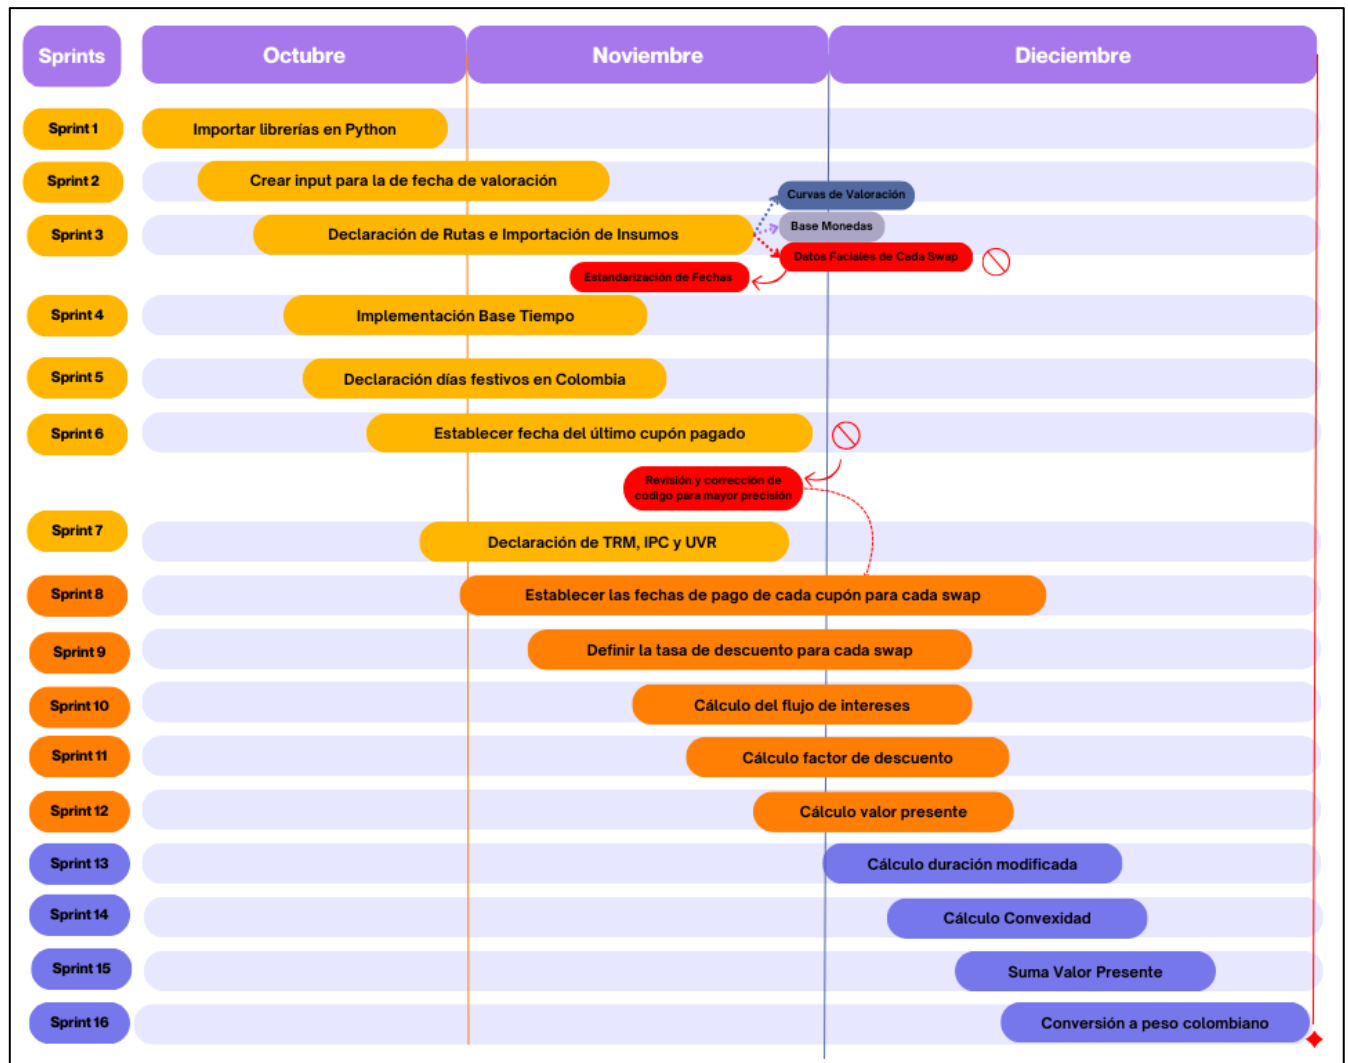 Sprints
Octubre
Noviembre
Dieciembre
Sprint 1
Importar librerías en Python
Sprint 2
Crear input para la de fecha de valoración
Curvas de Valoración
Sprint 3
Declaración de Rutas e Importación de Insumos
Base Monedas
Datos Faciales de Cada Swap
Estandarización de Fechas
Sprint 4
Implementación Base Tiempo
Sprint 5
Declaración días festivos en Colombia
Sprint 6
Establecer fecha del último cupón pagado
Revisión y corrección de
codigo para mayor precisión
Sprint 7
Declaración de TRM, IPC y UVR
Sprint 8
Establecer las fechas de pago de cada cupón para cada swap
Sprint 9
Definir la tasa de descuento para cada swap
Sprint 10
Cálculo del flujo de intereses
Sprint 11
Cálculo factor de descuento
Sprint 12
Cálculo valor presente
Sprint 13
Cálculo duración modificada
Sprint 14
Cálculo Convexidad
Sprint 15
Suma Valor Presente
Sprint 16
Conversión a peso colombiano